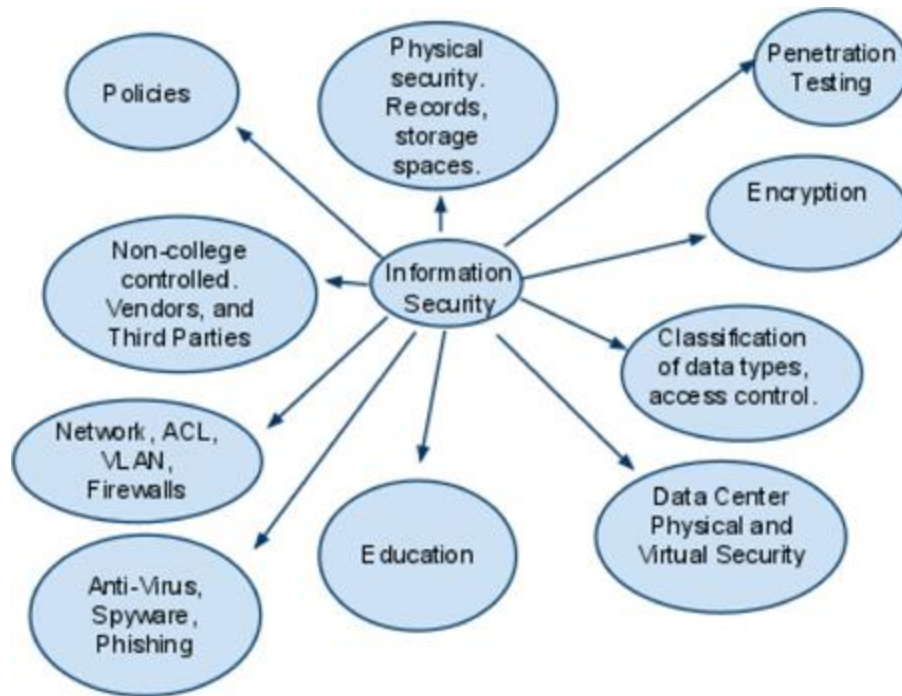 Policies
Physical
security.
Records,
storage
spaces.
Penetration
Testing
Encryption
Non-college
controlled.
Vendors, and
Third Parties
Information
Security
Classification
of data types,
access control.
Network, ACL,
VLAN,
Firewalls
Data Center
Physical and
Virtual Security
Education
Anti-Virus,
Spyware,
Phishing